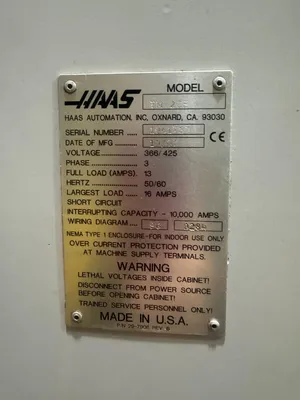 HAAS MODEL
HAAS AUTOMATION, INC, OXNARD, CA. 93030
SERIAL NUMBER
DATE OF MFG
CE
VOLTAGE 366/425
PHASE 3
FULL LOAD (AMPS) 13
HERTZ 50/60
LARGEST LOAD 16 AMPS
SHORT CIRCUIT
INTERRUPTING CAPACITY - 10,000 AMPS
WIRING DIAGRAM
NEMA TYPE 1 ENCLOSURE-FOR INDOOR USE ONLY
OVER CURRENT PROTECTION PROVIDED
AT MACHINE SUPPLY TERMINALS.
WARNING
LETHAL VOLTAGES INSIDE CABINET!
DISCONNECT FROM POWER SOURCE
BEFORE OPENING CABINET!
TRAINED SERVICE PERSONNEL ONLY!
MADE IN U.S.A.